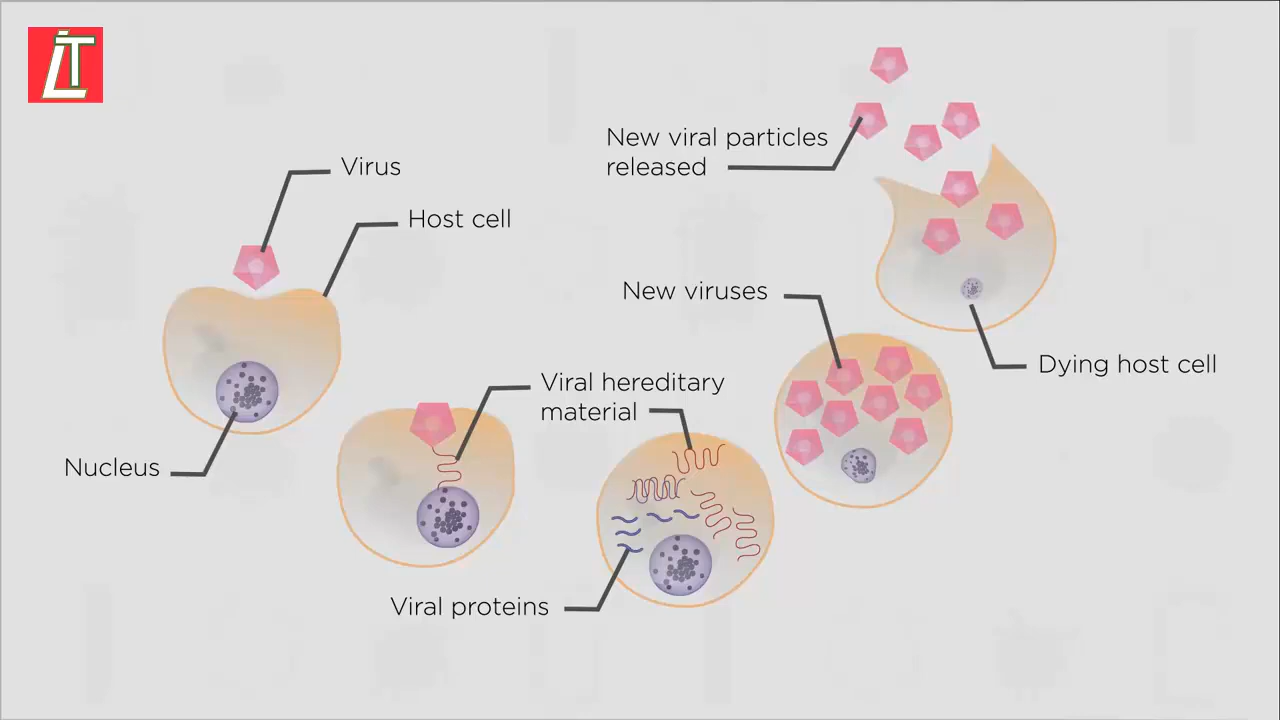 LT
Virus
Host cell
Nucleus
Viral hereditary
material
Viral proteins
New viruses
New viral particles
released
Dying host cell